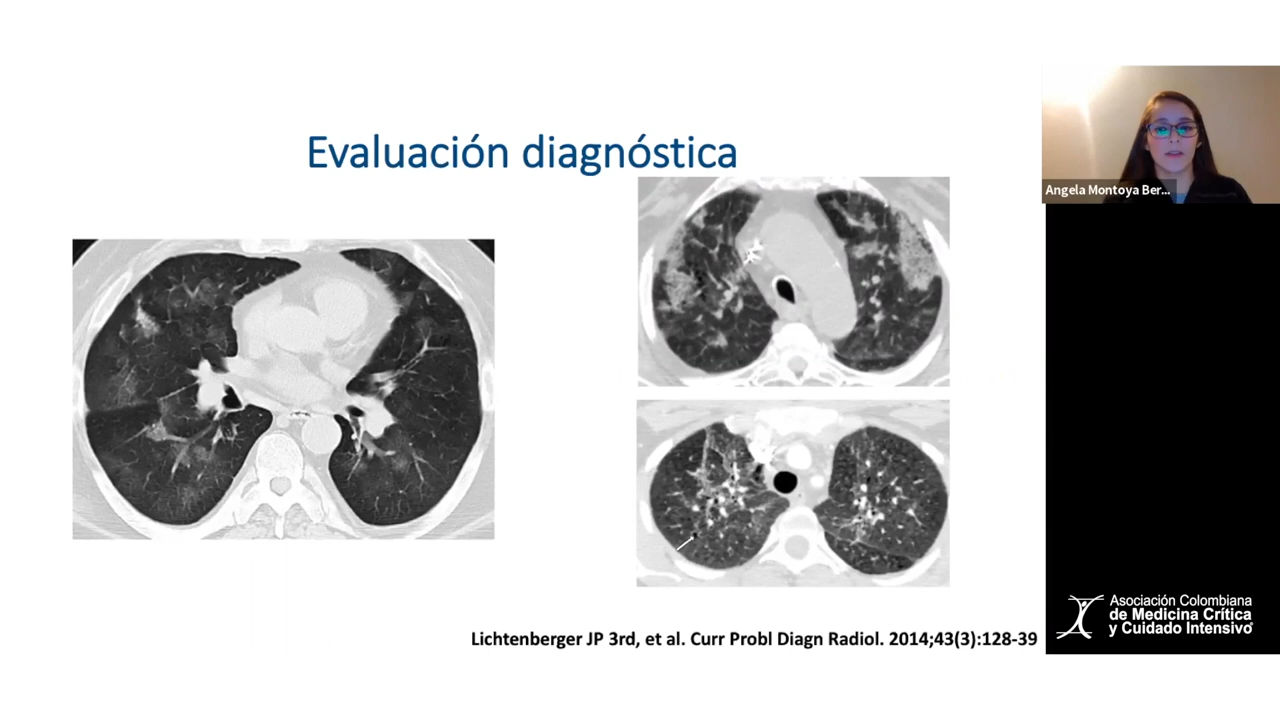 Evaluación diagnóstica
Angela Montoya Ber...
Asociación Colombiana
de Medicina Crítica
y Cuidado Intensivo
Lichtenberger JP 3rd, et al. Curr Probl Diagn Radiol. 2014;43(3):128-39